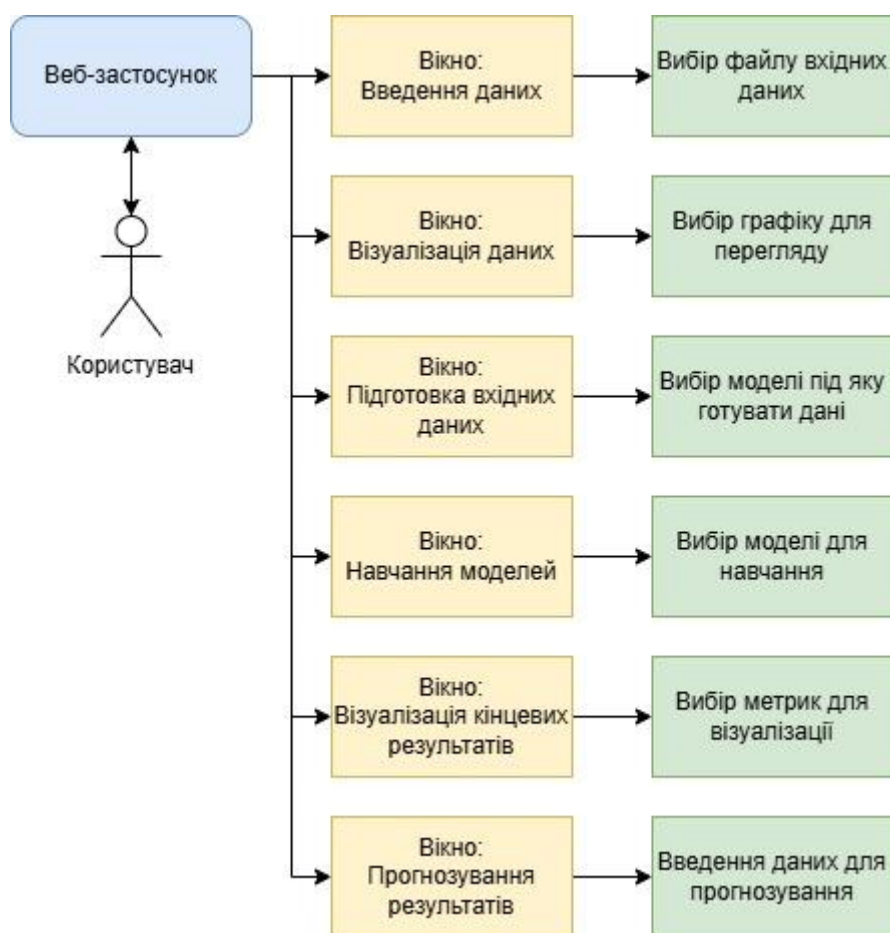 Веб-застосунок
Вікно:
Введення даних
Вибір файлу вхідних
даних
Вікно:
Візуалізація даних
Вибір графіку для
перегляду
Користувач
Вікно:
Підготовка вхідних
даних
Вибір моделі під яку
готувати дані
Вікно:
Навчання моделей
Вибір моделі для
навчання
Вікно:
Візуалізація кінцевих
результатів
Вибір метрик для
візуалізації
Вікно:
Прогнозування
результатів
Введення даних для
прогнозування